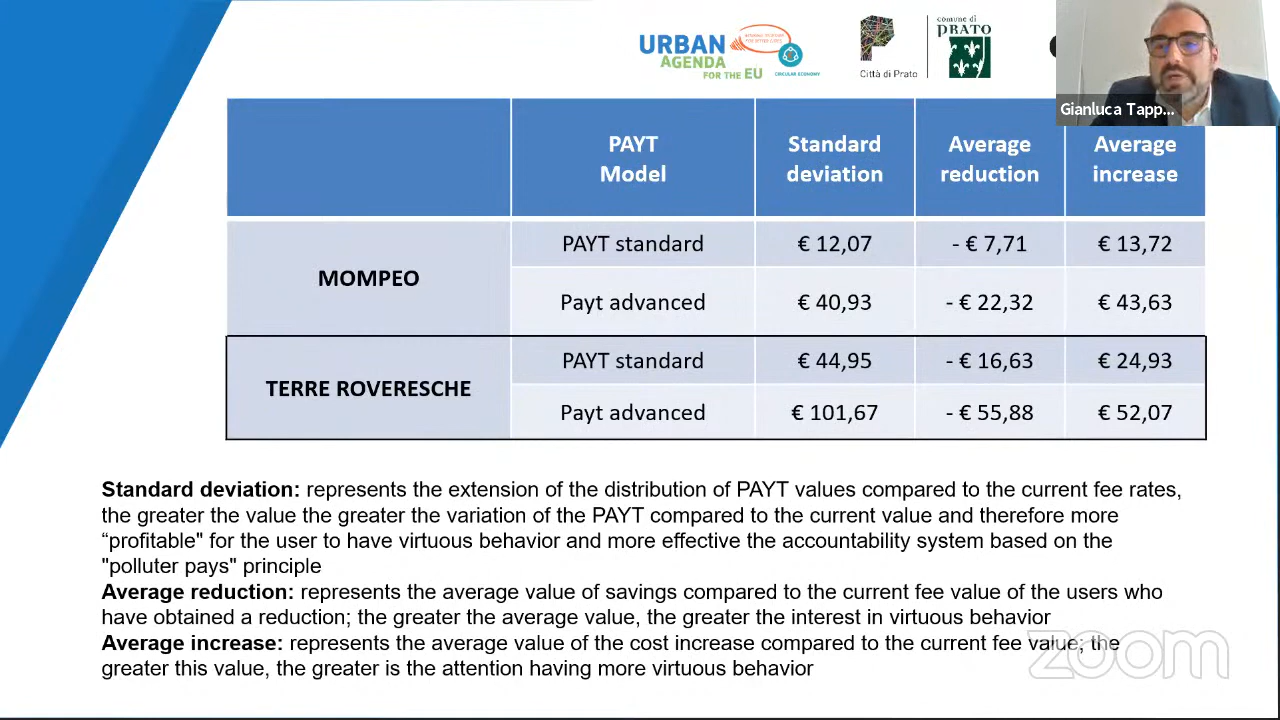 URBAN
AGENDA
FOR THE EU
CIRCULAR ECONOMY
Città di Prato
comune di
PRATO
Gianluca Tapp...
PAYT Model
Standard deviation
Average reduction
Average increase
MOMPEO
PAYT standard € 12,07 - € 7,71 € 13,72
Payt advanced € 40,93 - € 22,32 € 43,63
TERRE ROVERESCHE
PAYT standard € 44,95 - € 16,63 € 24,93
Payt advanced € 101,67 - € 55,88 € 52,07
Standard deviation: represents the extension of the distribution of PAYT values compared to the current fee rates,
the greater the value the greater the variation of the PAYT compared to the current value and therefore more
“profitable" for the user to have virtuous behavior and more effective the accountability system based on the
"polluter pays" principle
Average reduction: represents the average value of savings compared to the current fee value of the users who
have obtained a reduction; the greater the average value, the greater the interest in virtuous behavior
Average increase: represents the average value of the cost increase compared to the current fee value; the
greater this value, the greater is the attention having more virtuous behavior
zoom